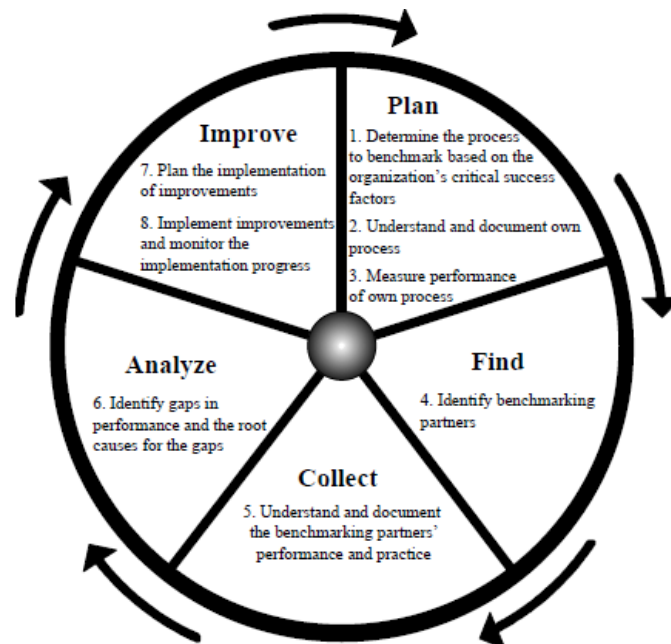 Plan
1. Determine the process
to benchmark based on the
organization's critical success
factors
2. Understand and document own
process
3. Measure performance
of own process
Find
4. Identify benchmarking
partners
Collect
5. Understand and document
the benchmarking partners'
performance and practice
Analyze
6. Identify gaps in
performance and the root
causes for the gaps
Improve
7. Plan the implementation
of improvements
8. Implement improvements
and monitor the
implementation progress